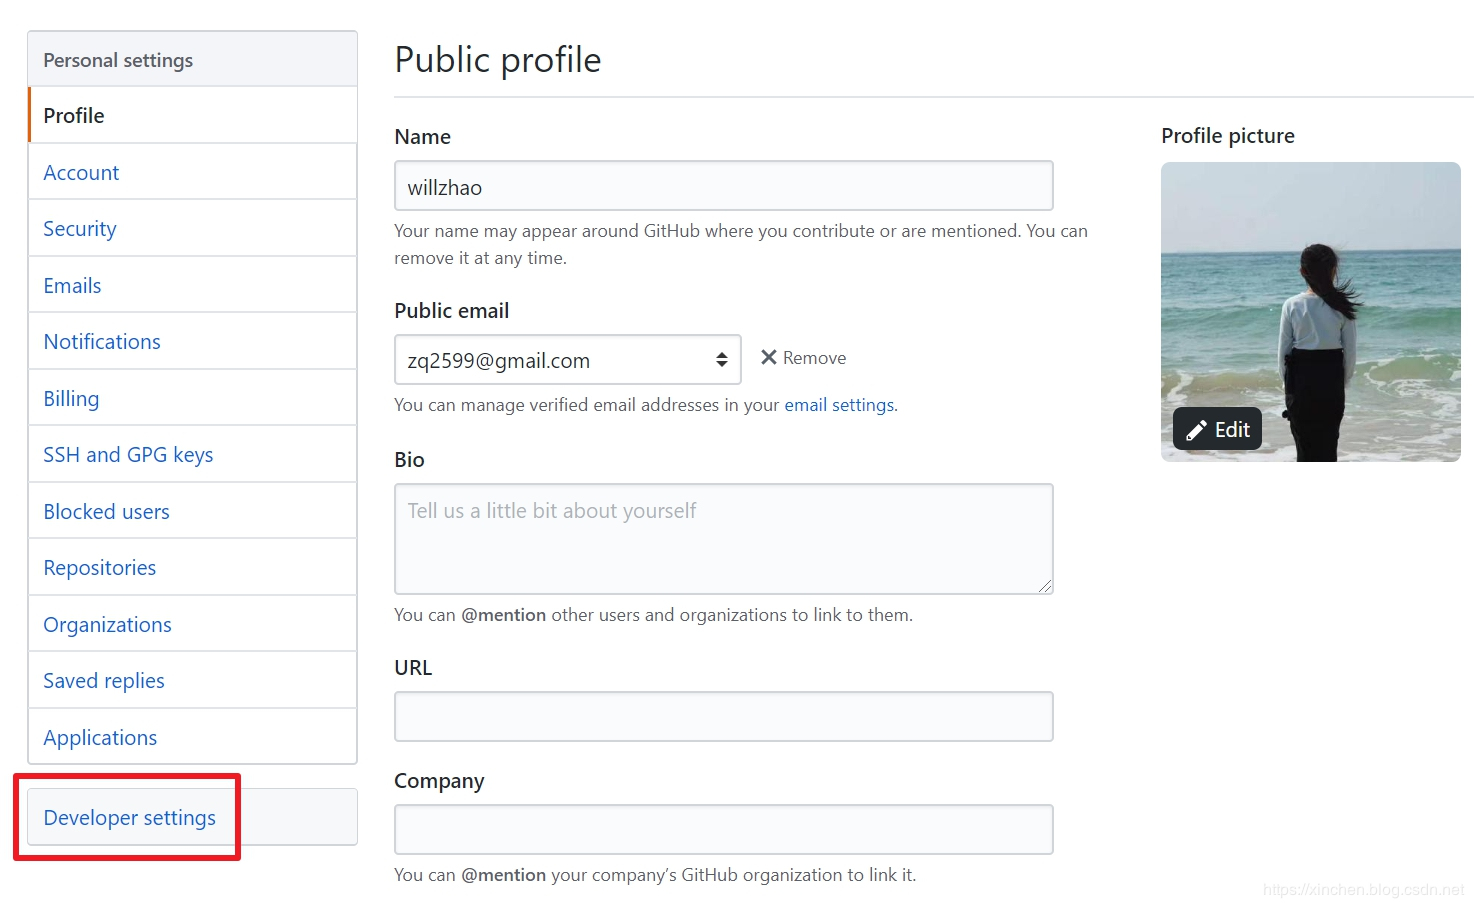 Personal settings
Profile
Account
Security
Emails
Notifications
Billing
SSH and GPG keys
Blocked users
Repositories
Organizations
Saved replies
Applications
Developer settings
Public profile
Name
willzhao
Your name may appear around GitHub where you contribute or are mentioned. You can
remove it at any time.
Public email
zq2599@gmail.com
Remove
You can manage verified email addresses in your email settings.
Bio
Tell us a little bit about yourself
You can @mention other users and organizations to link to them.
URL
Company
You can @mention your company's GitHub organization to link it.
Profile picture
Edit
https://xinchen.blog.csdn.net